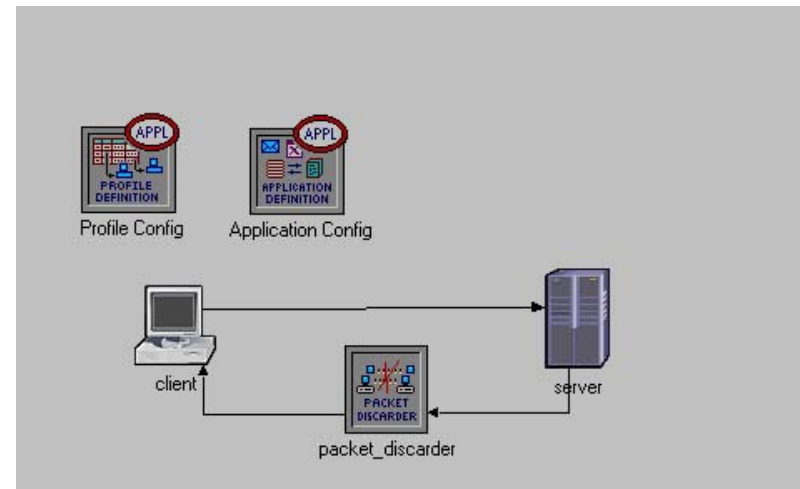 APPL
PROFILE
DEFINITION
Profile Config
APPL
APPLICATION
DEFINITION
Application Config
client
PACKET
DISCARDER
packet_discarder
server